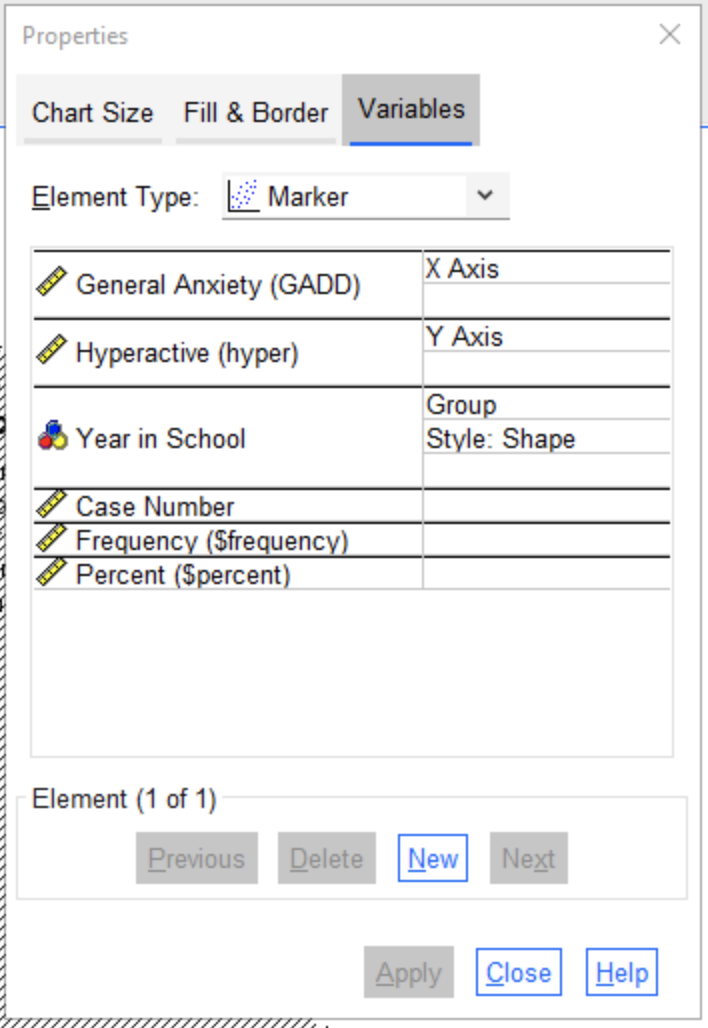 Properties
Chart Size Fill & Border Variables
Element Type: Marker
General Anxiety (GADD) X Axis
Hyperactive (hyper) Y Axis
Year in School Group
Style: Shape
Case Number
Frequency ($frequency)
Percent ($percent)
Element (1 of 1)
Previous Delete New Next
Apply Close Help